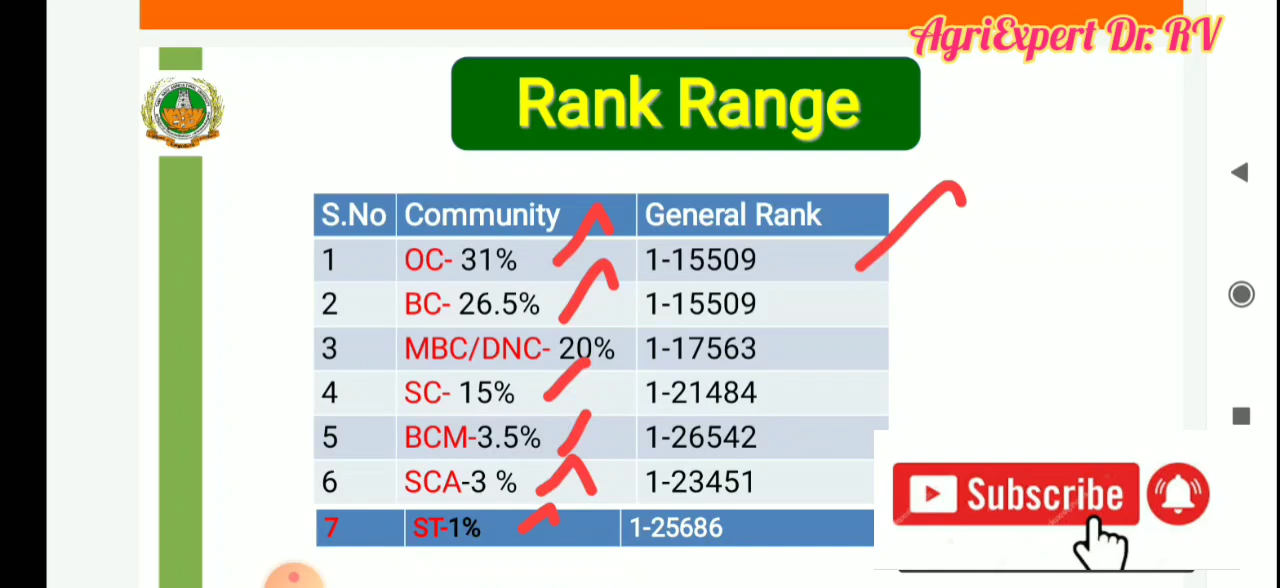 AgriExpert Dr. RV
Rank Range
S.No Community General Rank
1 OC- 31% 1-15509
2 BC- 26.5% 1-15509
3 MBC/DNC- 20% 1-17563
4 SC- 15% 1-21484
5 BCM-3.5% 1-26542
6 SCA-3 % 1-23451
7 ST-1% 1-25686
Subscribe